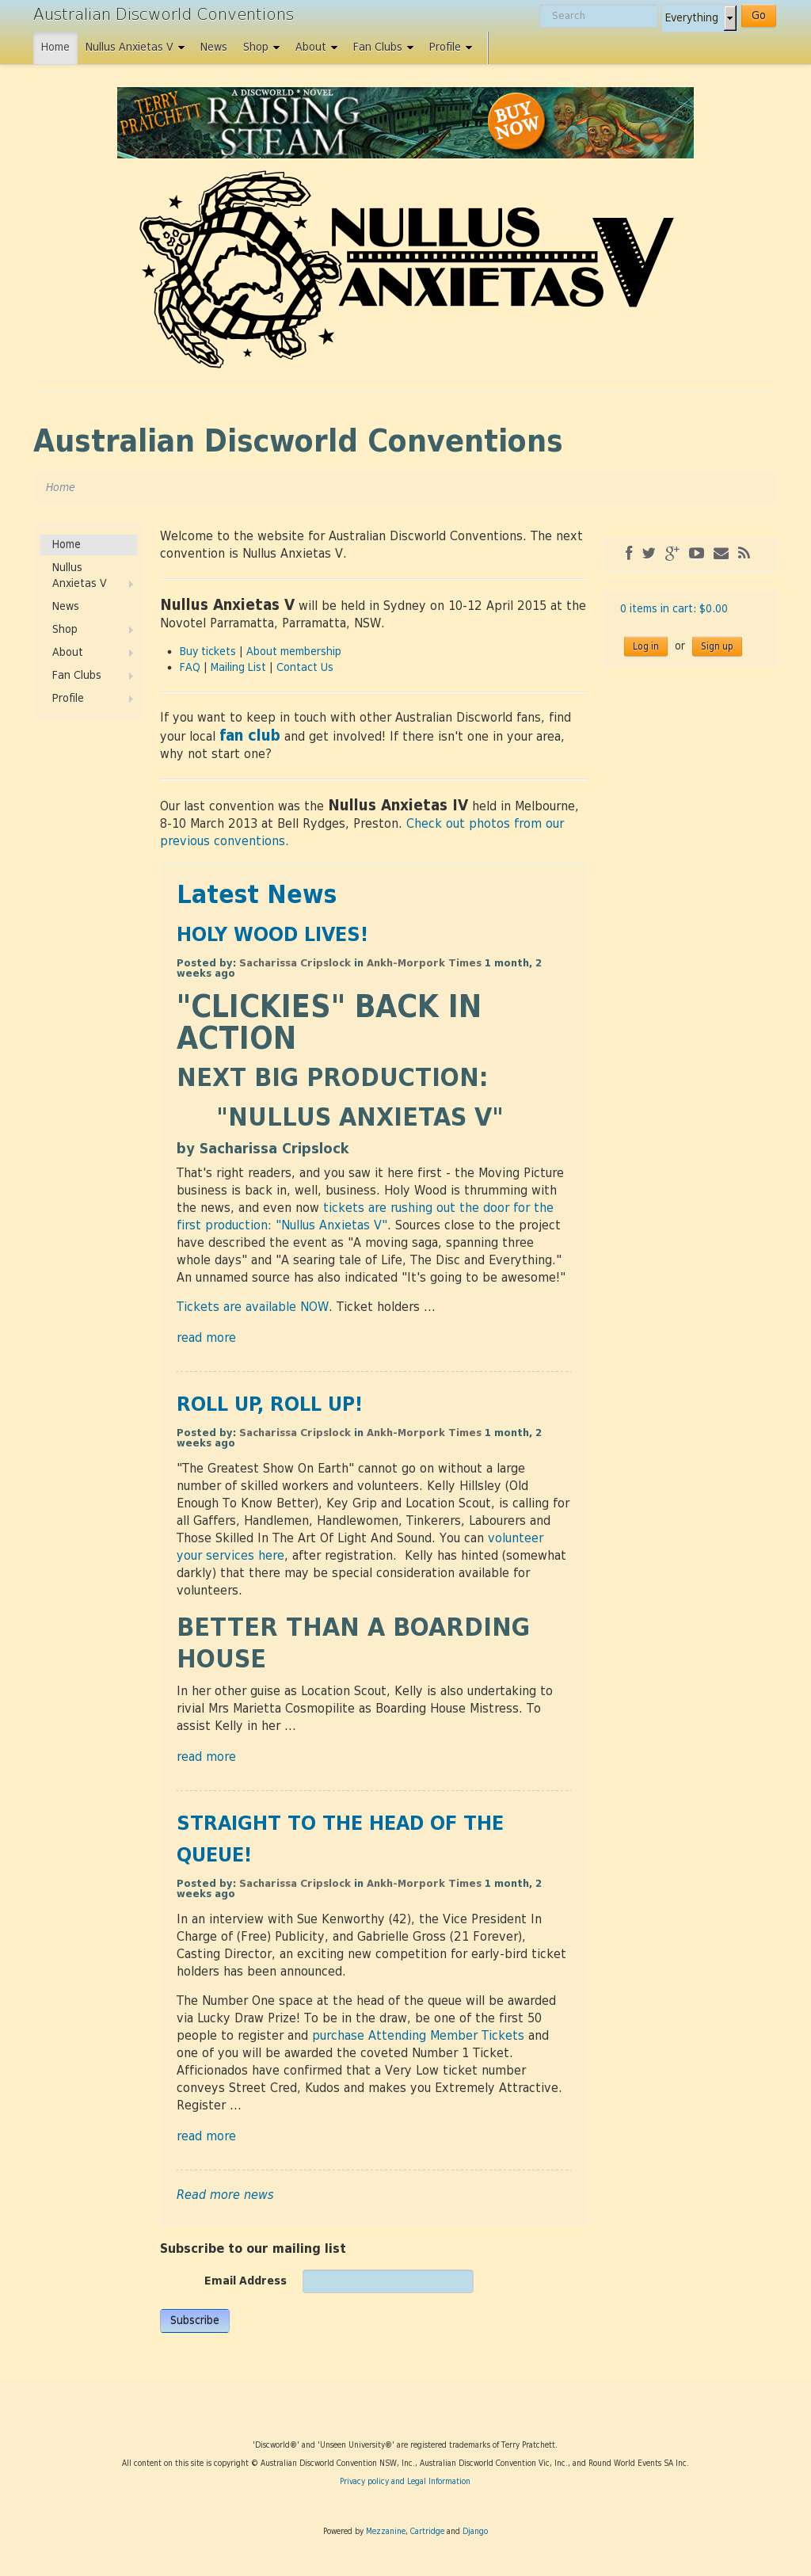 Australian Discworld Conventions
Search
Everything
Go
Home
Nullus Anxietas V
News
Shop
About
Fan Clubs
Profile
TERRY PRATCHETT
A DISCWORLD NOVEL
RAISING STEAM
BUY NOW
NULLUS
ANXIETAS V
Australian Discworld Conventions
Home
Home
Nullus
Anxietas V
News
Shop
About
Fan Clubs
Profile
Welcome to the website for Australian Discworld Conventions. The next
convention is Nullus Anxietas V.
Nullus Anxietas V will be held in Sydney on 10-12 April 2015 at the
Novotel Parramatta, Parramatta, NSW.
• Buy tickets | About membership
• FAQ | Mailing List | Contact Us
If you want to keep in touch with other Australian Discworld fans, find
your local fan club and get involved! If there isn't one in your area,
why not start one?
Our last convention was the Nullus Anxietas IV held in Melbourne,
8-10 March 2013 at Bell Rydges, Preston. Check out photos from our
previous conventions.
0 items in cart: $0.00
Log in or Sign up
Latest News
HOLY WOOD LIVES!
Posted by: Sacharissa Cripslock in Ankh-Morpork Times 1 month, 2
weeks ago
"CLICKIES" BACK IN
ACTION
NEXT BIG PRODUCTION:
"NULLUS ANXIETAS V"
by Sacharissa Cripslock
That's right readers, and you saw it here first - the Moving Picture
business is back in, well, business. Holy Wood is thrumming with
the news, and even now tickets are rushing out the door for the
first production: "Nullus Anxietas V". Sources close to the project
have described the event as "A moving saga, spanning three
whole days" and "A searing tale of Life, The Disc and Everything."
An unnamed source has also indicated "It's going to be awesome!"
Tickets are available NOW. Ticket holders ...
read more
ROLL UP, ROLL UP!
Posted by: Sacharissa Cripslock in Ankh-Morpork Times 1 month, 2
weeks ago
"The Greatest Show On Earth" cannot go on without a large
number of skilled workers and volunteers. Kelly Hillsley (Old
Enough To Know Better), Key Grip and Location Scout, is calling for
all Gaffers, Handlemen, Handlewomen, Tinkerers, Labourers and
Those Skilled In The Art Of Light And Sound. You can volunteer
your services here, after registration.  Kelly has hinted (somewhat
darkly) that there may be special consideration available for
volunteers.
BETTER THAN A BOARDING
HOUSE
In her other guise as Location Scout, Kelly is also undertaking to
rivial Mrs Marietta Cosmopilite as Boarding House Mistress. To
assist Kelly in her ...
read more
STRAIGHT TO THE HEAD OF THE
QUEUE!
Posted by: Sacharissa Cripslock in Ankh-Morpork Times 1 month, 2
weeks ago
In an interview with Sue Kenworthy (42), the Vice President In
Charge of (Free) Publicity, and Gabrielle Gross (21 Forever),
Casting Director, an exciting new competition for early-bird ticket
holders has been announced.
The Number One space at the head of the queue will be awarded
via Lucky Draw Prize! To be in the draw, be one of the first 50
people to register and purchase Attending Member Tickets and
one of you will be awarded the coveted Number 1 Ticket.
Afficionados have confirmed that a Very Low ticket number
conveys Street Cred, Kudos and makes you Extremely Attractive.
Register ...
read more
Read more news
Subscribe to our mailing list
Email Address
Subscribe
'Discworld®' and 'Unseen University®' are registered trademarks of Terry Pratchett.
All content on this site is copyright © Australian Discworld Convention NSW, Inc., Australian Discworld Convention Vic, Inc., and Round World Events SA Inc.
Privacy policy and Legal Information
Powered by Mezzanine, Cartridge and Django